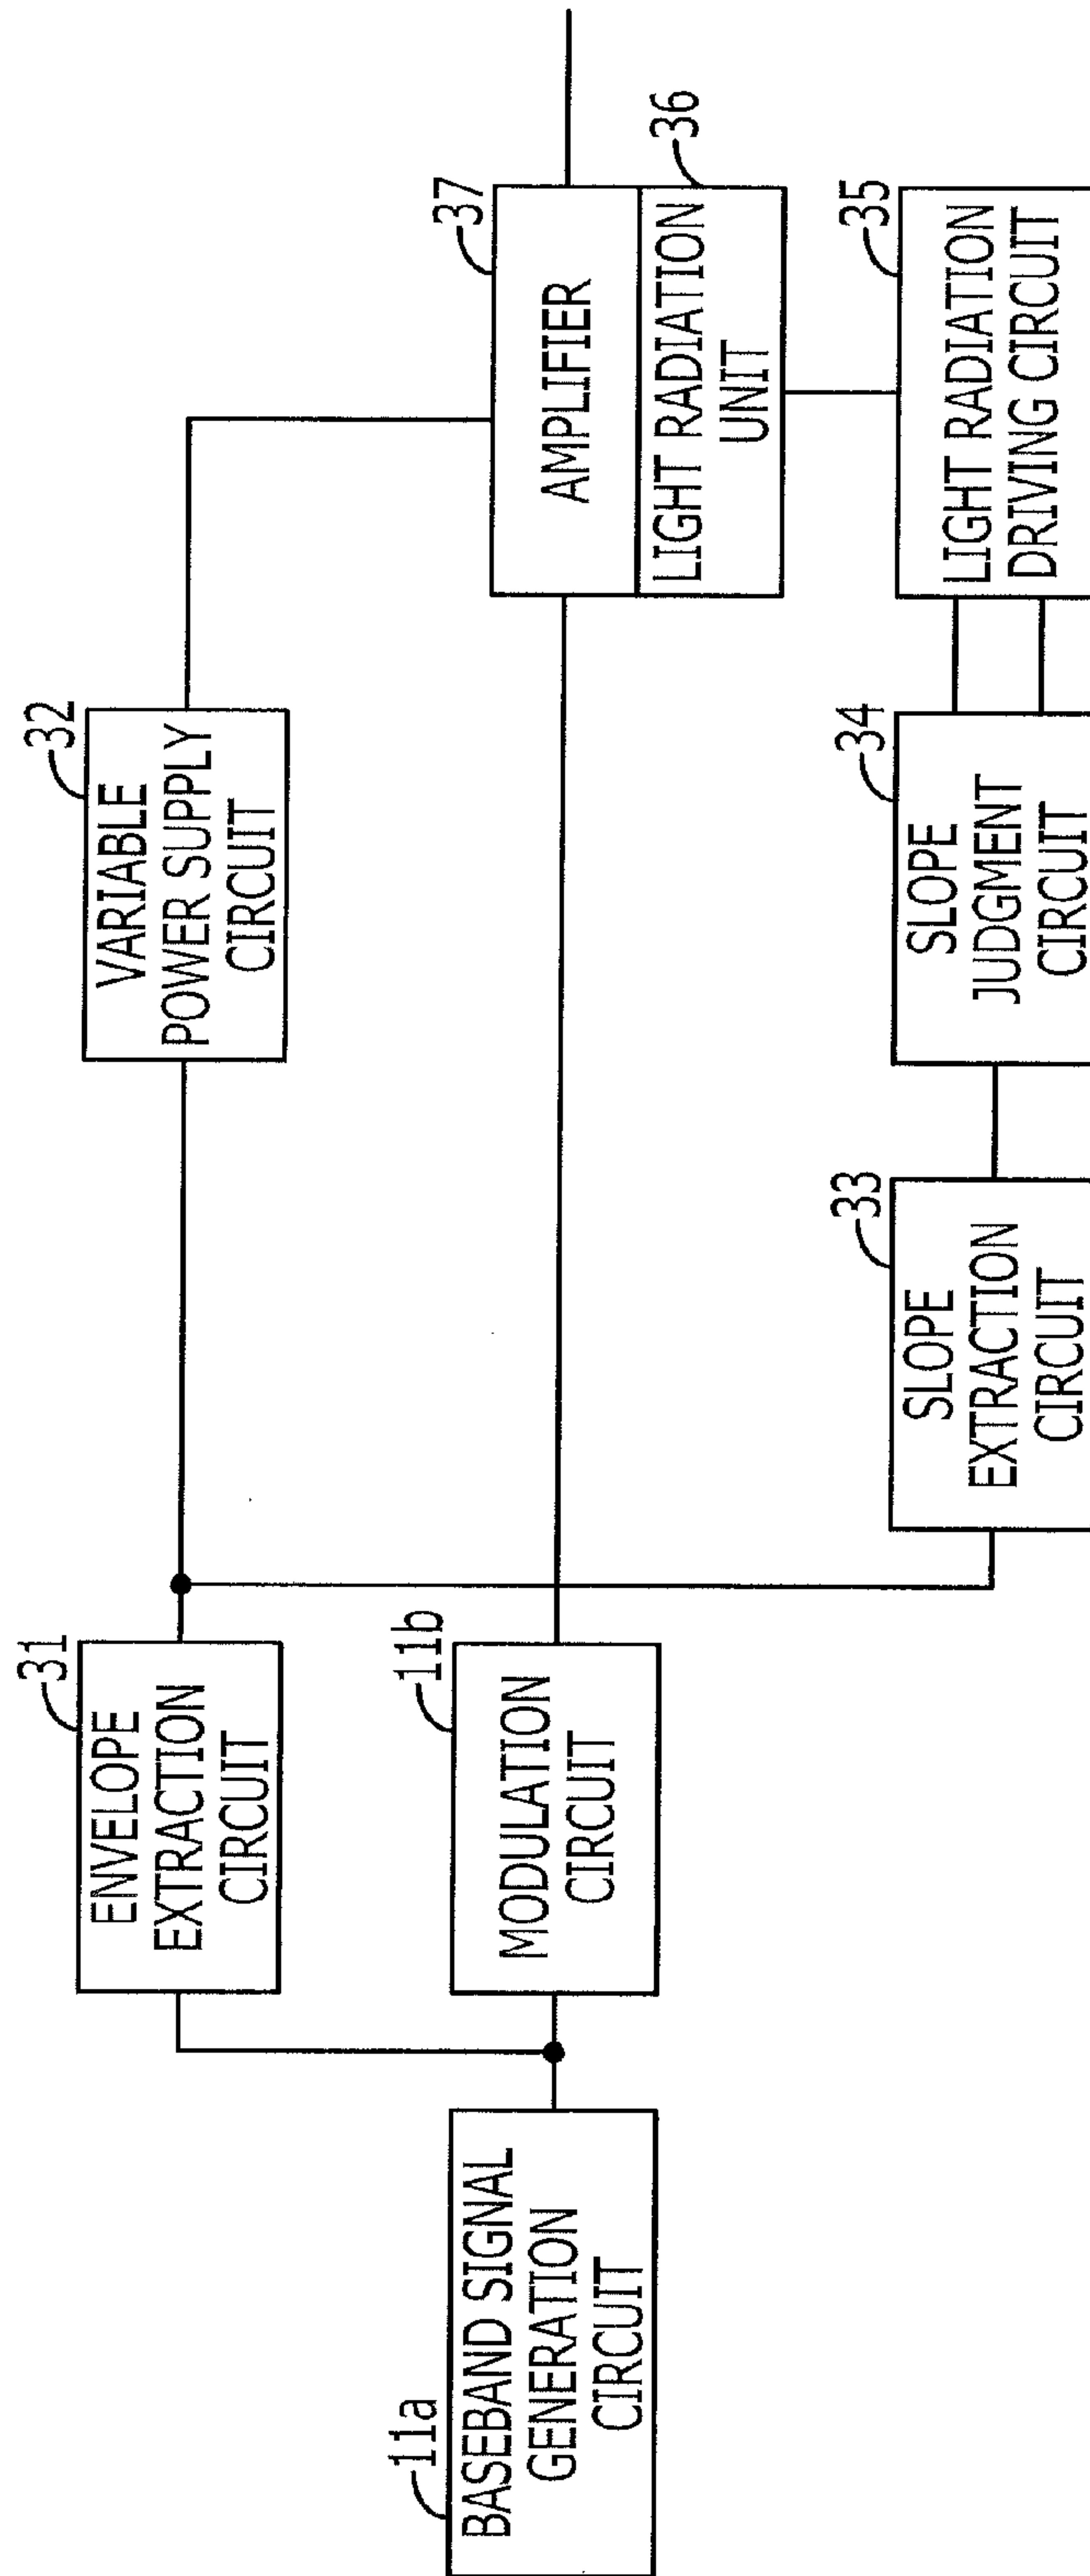 11a
BASEBAND SIGNAL
GENERATION
CIRCUIT
31
ENVELOPE
EXTRACTION
CIRCUIT
11b
MODULATION
CIRCUIT
32
VARIABLE
POWER SUPPLY
CIRCUIT
33
SLOPE
EXTRACTION
CIRCUIT
34
SLOPE
JUDGMENT
CIRCUIT
37
AMPLIFIER
LIGHT RADIATION
UNIT
36
35
LIGHT RADIATION
DRIVING CIRCUIT